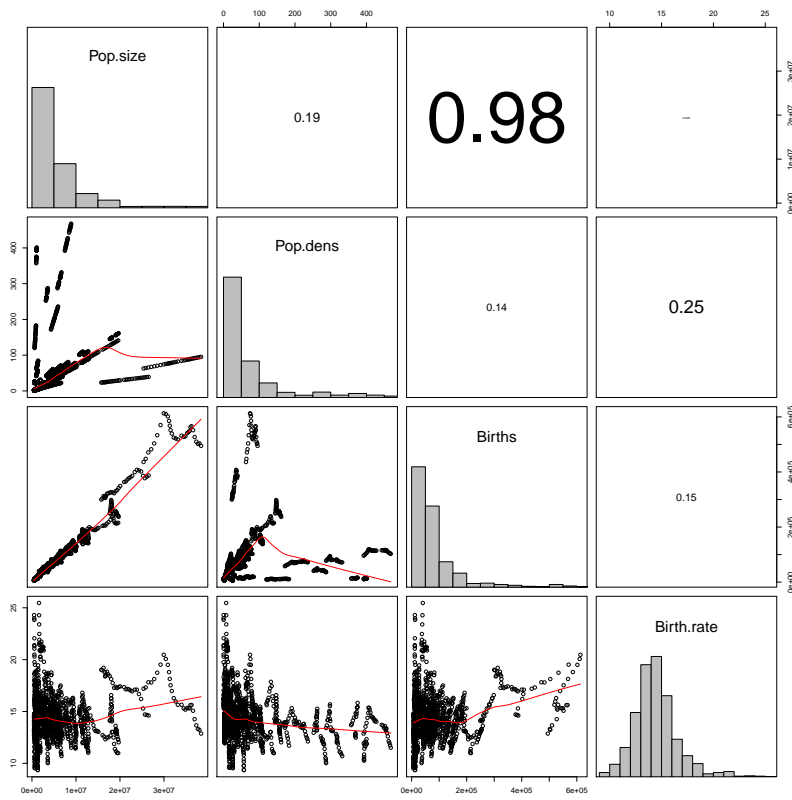 0 100 200 300 400
10 15 20 25
Pop.size
0.19
0.98
0e+00 1e+07 2e+07 3e+07
0 100 200 300 400
Pop.dens
0.14
0.25
Births
0.15
0e+00 2e+05 4e+05 6e+05
10 15 20 25
Birth.rate
0e+00 1e+07 2e+07 3e+07
0e+00 2e+05 4e+05 6e+05